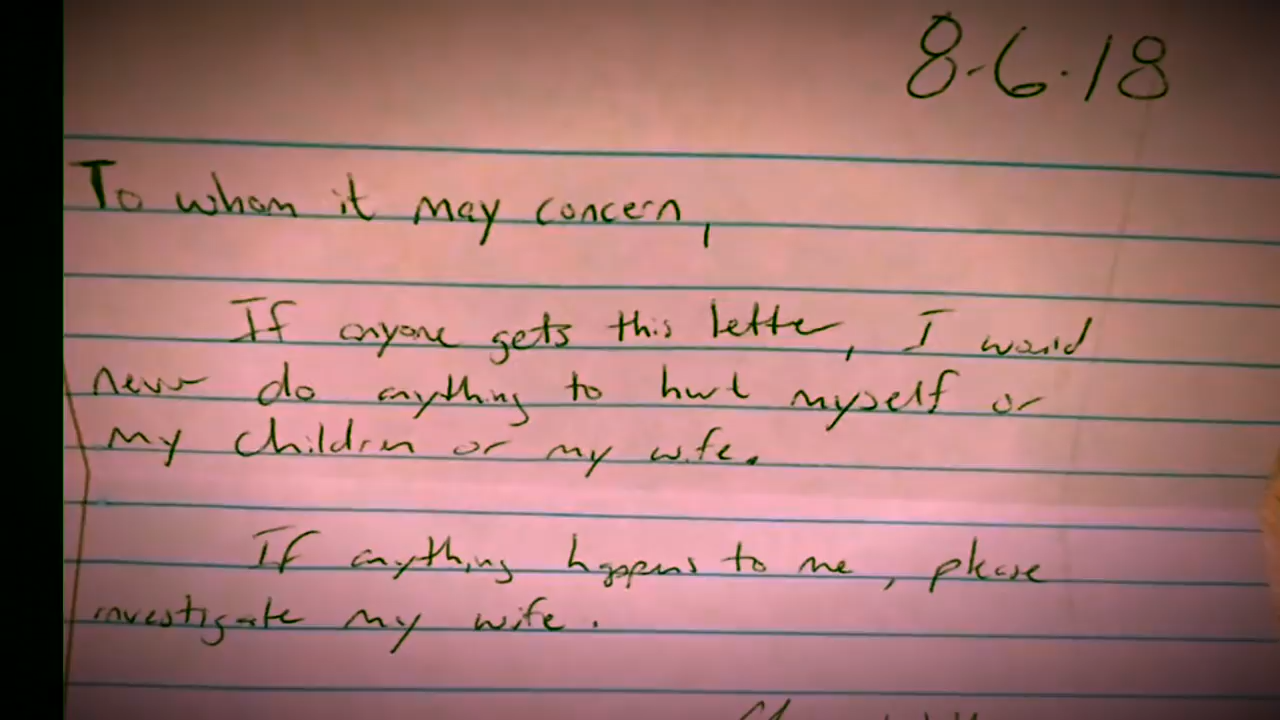 8-6-18
To whom it may concern,
If anyone gets this letter, I would
never do anything to hurt myself or
my children or my wife.
If anything happens to me, please
investigate my wife.